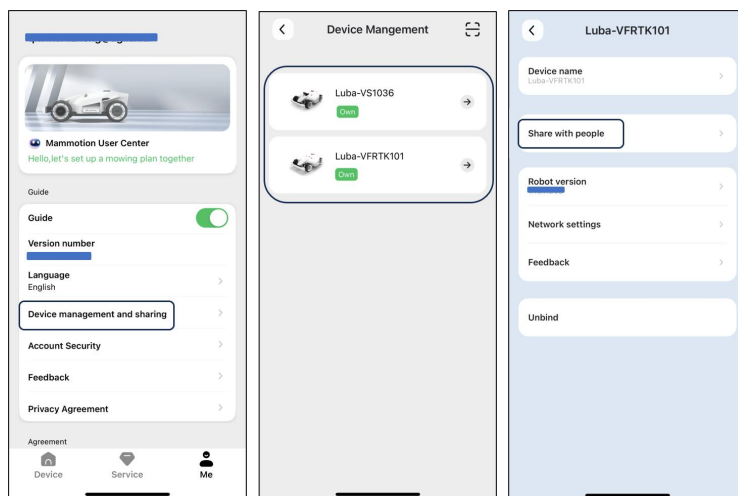 Mammotion User Center
Hello,let's set up a mowing plan together
Guide
Guide
Version number
Language
English
Device management and sharing
Account Security
Feedback
Privacy Agreement
Agreement
Device
Service
Me
Device Mangement
Luba-VS1036
Own
Luba-VFRTK101
Own
Luba-VFRTK101
Device name
Luba-VFRTK101
Share with people
Robot version
Network settings
Feedback
Unbind